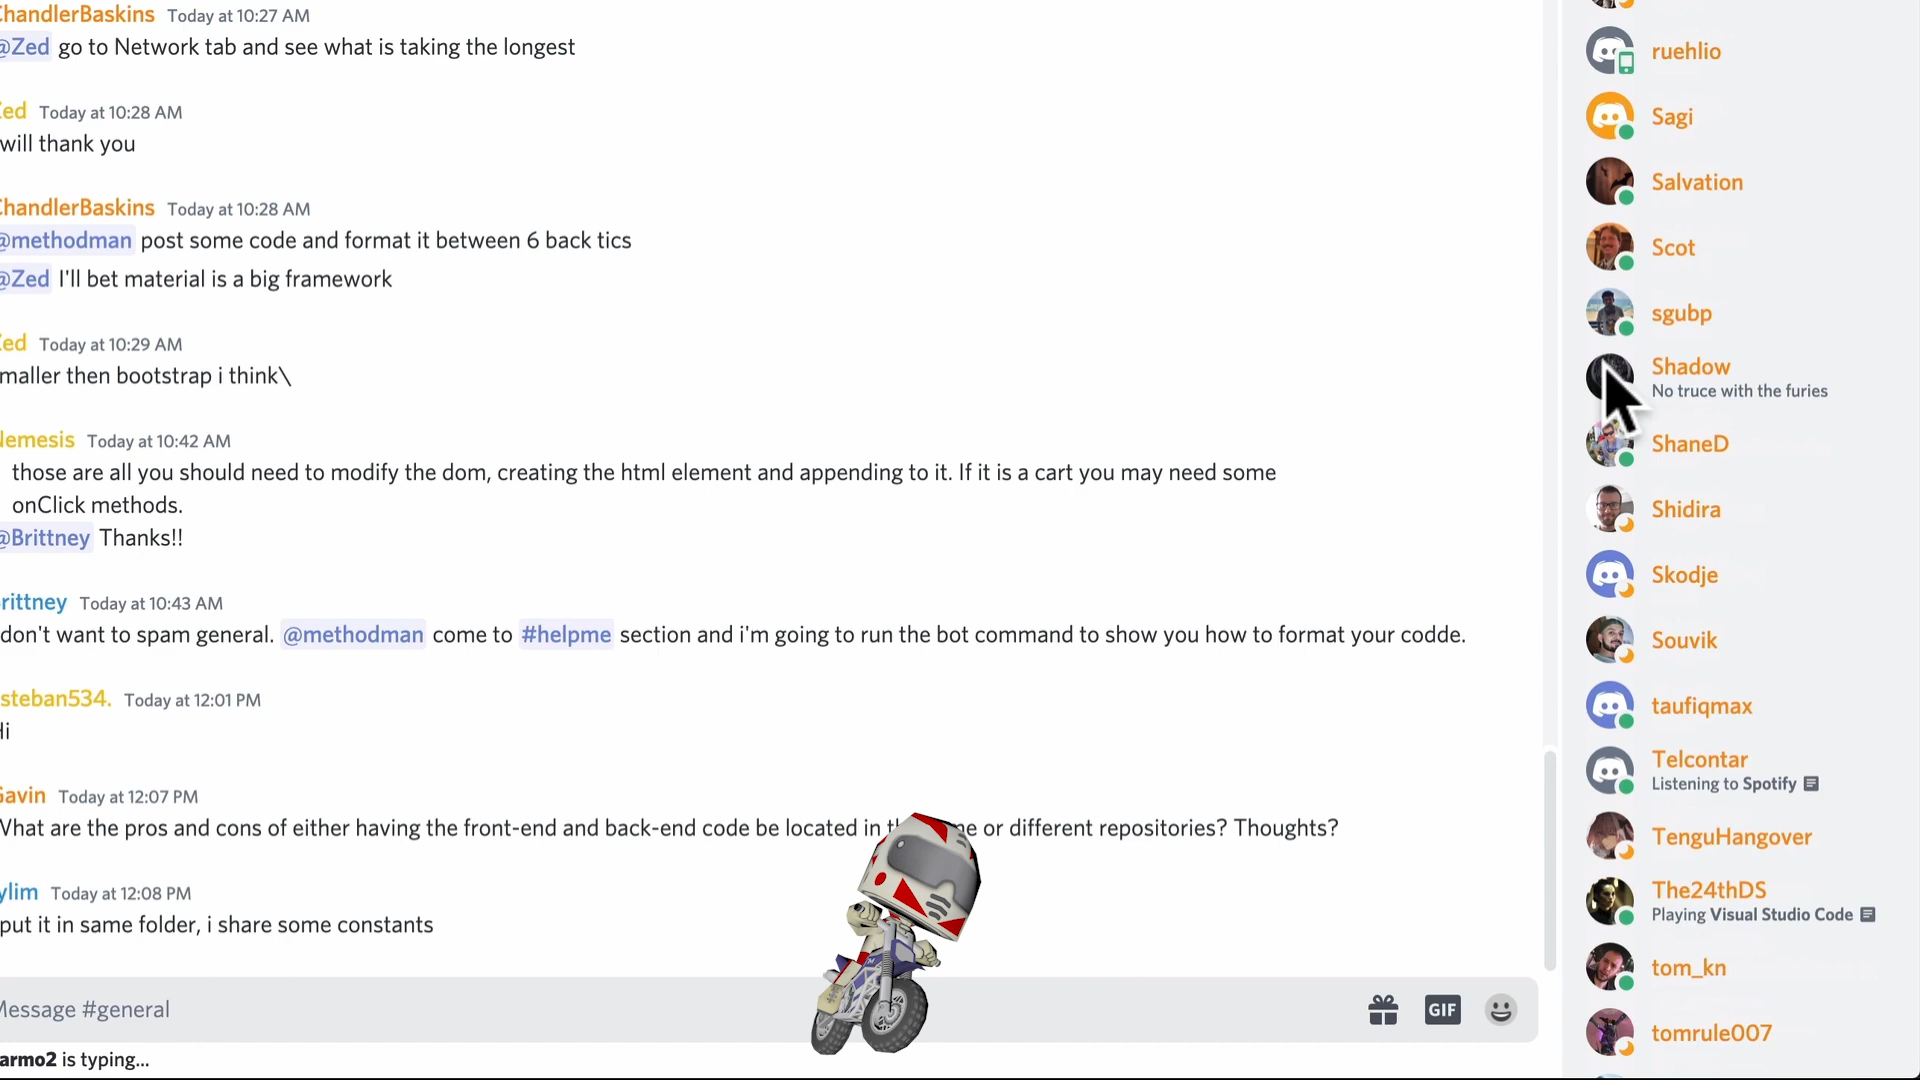 ChandlerBaskins Today at 10:27 AM
@Zed go to Network tab and see what is taking the longest
Zed Today at 10:28 AM
will thank you
ChandlerBaskins Today at 10:28 AM
@methodman post some code and format it between 6 back tics
@Zed I'll bet material is a big framework
Zed Today at 10:29 AM
maller then bootstrap i think\
Nemesis Today at 10:42 AM
those are all you should need to modify the dom, creating the html element and appending to it. If it is a cart you may need some
onClick methods.
@Brittney Thanks!!
rittney Today at 10:43 AM
don't want to spam general. @methodman come to #helpme section and i'm going to run the bot command to show you how to format your codde.
steban534. Today at 12:01 PM
Hi
Gavin Today at 12:07 PM
What are the pros and cons of either having the front-end and back-end code be located in or different repositories? Thoughts?
ylim Today at 12:08 PM
put it in same folder, i share some constants
Message #general
GIF
armo2 is typing...
ruehlio
Sagi
Salvation
Scot
sgubp
Shadow
No truce with the furies
ShaneD
Shidira
Skodje
Souvik
taufiqmax
Telcontar
Listening to Spotify
TenguHangover
The24thDS
Playing Visual Studio Code
tom_kn
tomrule007